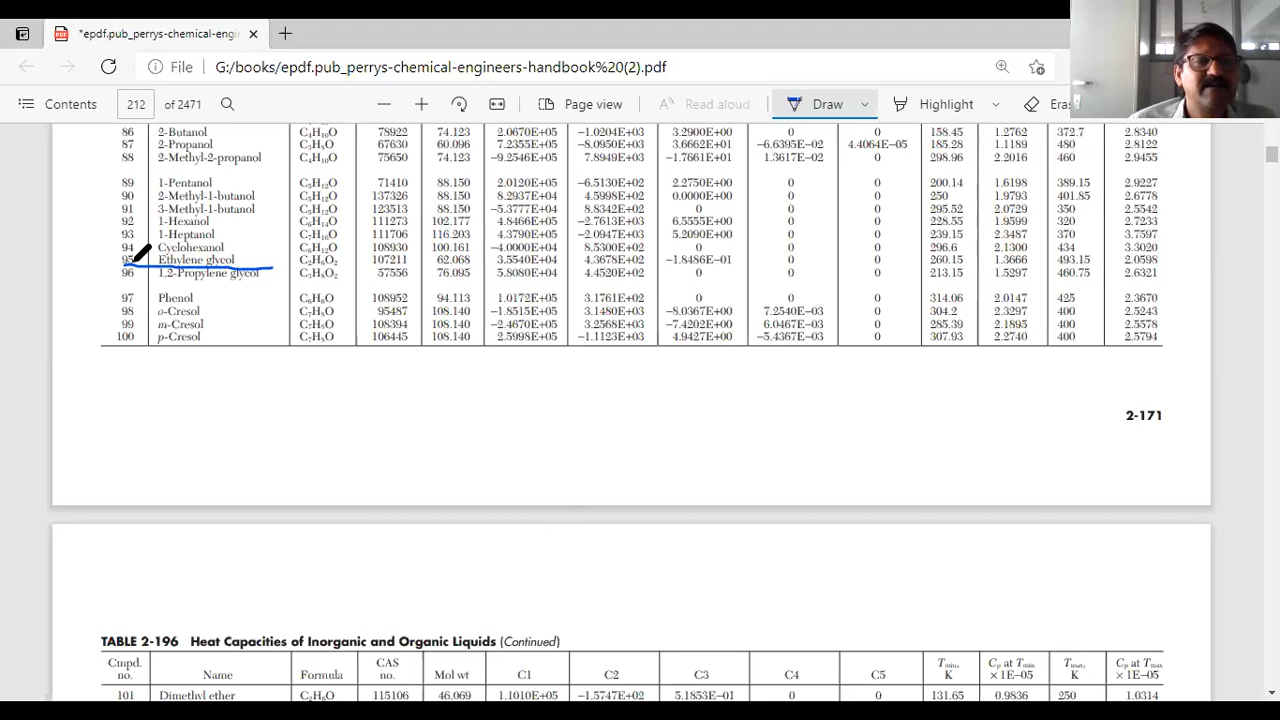 *epdf.pub_perrys-chemical-engin
File G:/books/epdf.pub_perrys-chemical-engineers-handbook%20(2).pdf
Contents 212 of 2471 Page view Read aloud Draw Highlight Erase
86 2-Butanol C4H10O 78922 74.123 2.0670E+05 −1.0204E+03 3.2900E+00 0 0 158.45 1.2762 372.7 2.8340
87 2-Propanol C3H8O 67630 60.096 7.2355E+05 −8.0950E+03 3.6662E+01 −6.6395E−02 4.4064E−05 185.28 1.1189 480 2.8122
88 2-Methyl-2-propanol C4H10O 75650 74.123 −9.2546E+05 7.8949E+03 −1.7661E+01 1.3617E−02 0 298.96 2.2016 460 2.9455
89 1-Pentanol C5H12O 71410 88.150 2.0120E+05 −6.5130E+02 2.2750E+00 0 0 200.14 1.6198 389.15 2.9227
90 2-Methyl-1-butanol C5H12O 137326 88.150 8.2937E+04 4.5998E+02 0.0000E+00 0 0 250 1.9793 401.85 2.6778
91 3-Methyl-1-butanol C5H12O 123513 88.150 −5.3777E+04 8.8342E+02 0 0 0 295.52 2.0729 350 2.5542
92 1-Hexanol C6H14O 111273 102.177 4.8466E+05 −2.7613E+03 6.5555E+00 0 0 228.55 1.9599 320 2.7233
93 1-Heptanol C7H16O 111706 116.203 4.3790E+05 −2.0947E+03 5.2090E+00 0 0 239.15 2.3487 370 3.7597
94 Cyclohexanol C6H12O 108930 100.161 −4.0000E+04 8.5300E+02 0 0 0 296.6 2.1300 434 3.3020
95 Ethylene glycol C2H6O2 107211 62.068 3.5540E+04 4.3678E+02 −1.8486E−01 0 0 260.15 1.3666 493.15 2.0598
96 1,2-Propylene glycol C3H8O2 57556 76.095 5.8080E+04 4.4520E+02 0 0 0 213.15 1.5297 460.75 2.6321
97 Phenol C6H6O 108952 94.113 1.0172E+05 3.1761E+02 0 0 0 314.06 2.0147 425 2.3670
98 o-Cresol C7H8O 95487 108.140 −1.8515E+05 3.1480E+03 −8.0367E+00 7.2540E−03 0 304.2 2.3297 400 2.5243
99 m-Cresol C7H8O 108394 108.140 −2.4670E+05 3.2568E+03 −7.4202E+00 6.0467E−03 0 285.39 2.1895 400 2.5578
100 p-Cresol C7H8O 106445 108.140 2.5998E+05 −1.1123E+03 4.9427E+00 −5.4367E−03 0 307.93 2.2740 400 2.5794
2-171
TABLE 2-196 Heat Capacities of Inorganic and Organic Liquids (Continued)
Cmpd. no. Name Formula CAS no. Mol wt C1 C2 C3 C4 C5 Tmin, K Cp at Tmin × 1E−05 Tmax, K Cp at Tmax × 1E−05
101 Dimethyl ether C2H6O 115106 46.069 1.1010E+05 −1.5747E+02 5.1853E−01 0 0 131.65 0.9836 250 1.0314